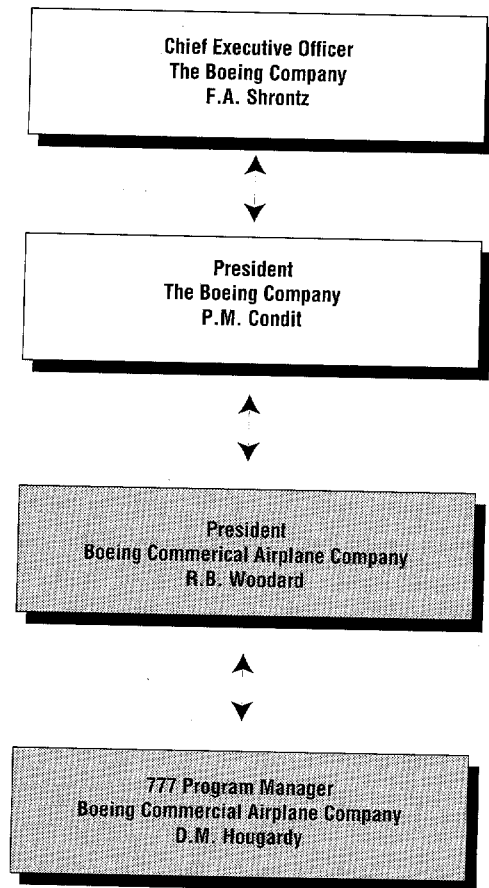 Chief Executive Officer
The Boeing Company
F.A. Shrontz
President
The Boeing Company
P.M. Condit
President
Boeing Commerical Airplane Company
R.B. Woodard
777 Program Manager
Boeing Commercial Airplane Company
D.M. Hougardy